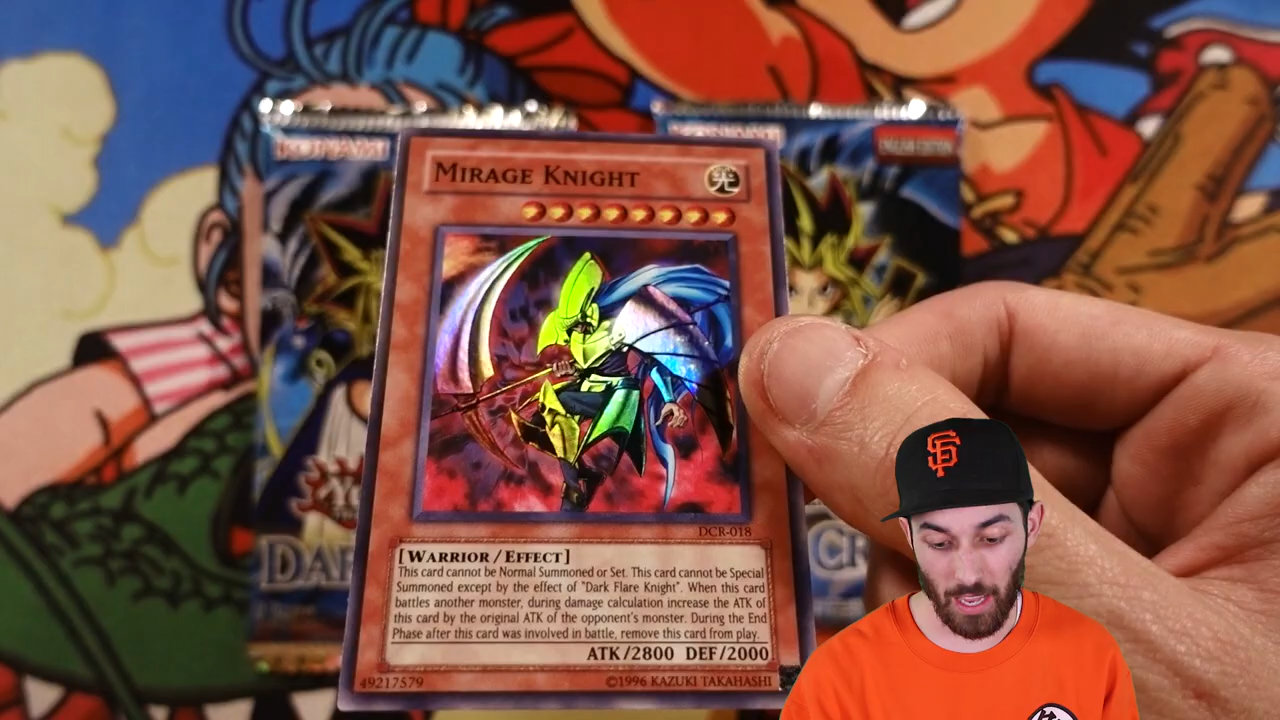 KONAMI
KONAMI
ENGLISH EDITION
MIRAGE KNIGHT
光
DCR-018
[WARRIOR / EFFECT]
This card cannot be Normal Summoned or Set. This card cannot be Special
Summoned except by the effect of "Dark Flare Knight". When this card
battles another monster, during damage calculation increase the ATK of
this card by the original ATK of the opponent's monster. During the End
Phase after this card was involved in battle, remove this card from play.
ATK/2800 DEF/2000
49217579
©1996 KAZUKI TAKAHASHI
DAR
CR
SF